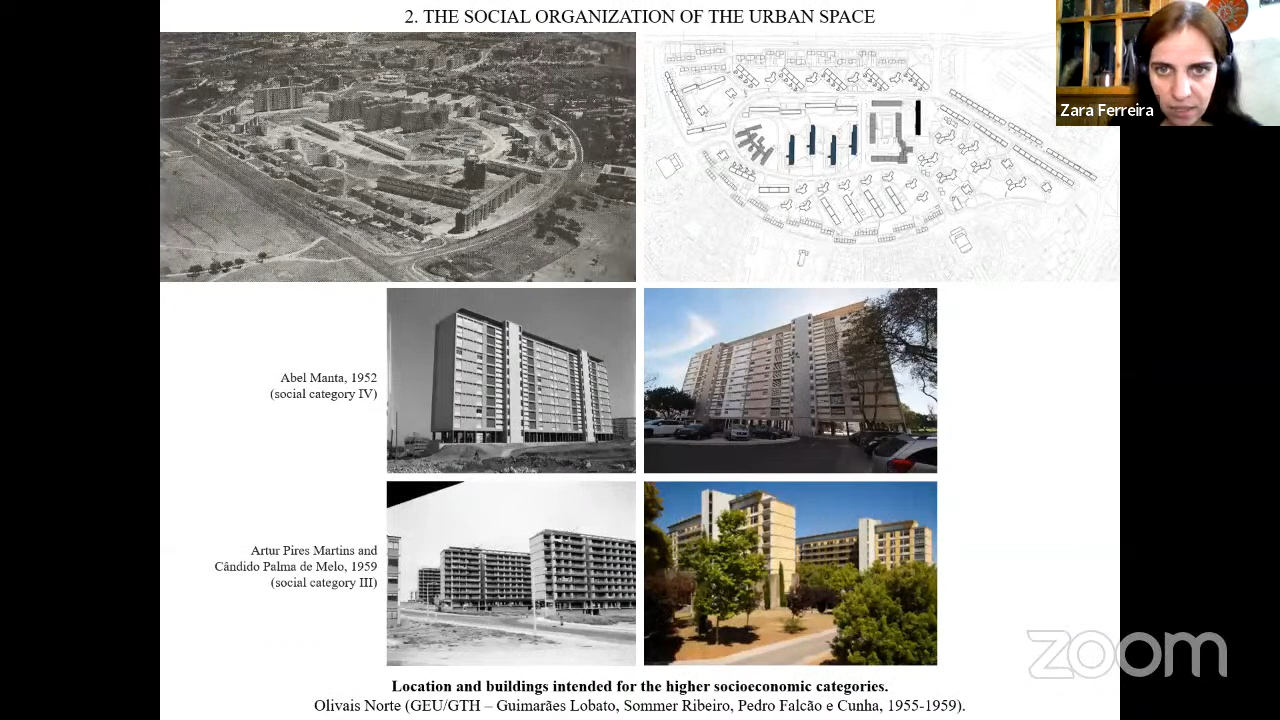 2. THE SOCIAL ORGANIZATION OF THE URBAN SPACE
Zara Ferreira
Abel Manta, 1952
(social category IV)
Artur Pires Martins and
Cândido Palma de Melo, 1959
(social category III)
zoom
Location and buildings intended for the higher socioeconomic categories.
Olivais Norte (GEU/GTH – Guimarães Lobato, Sommer Ribeiro, Pedro Falcão e Cunha, 1955-1959).